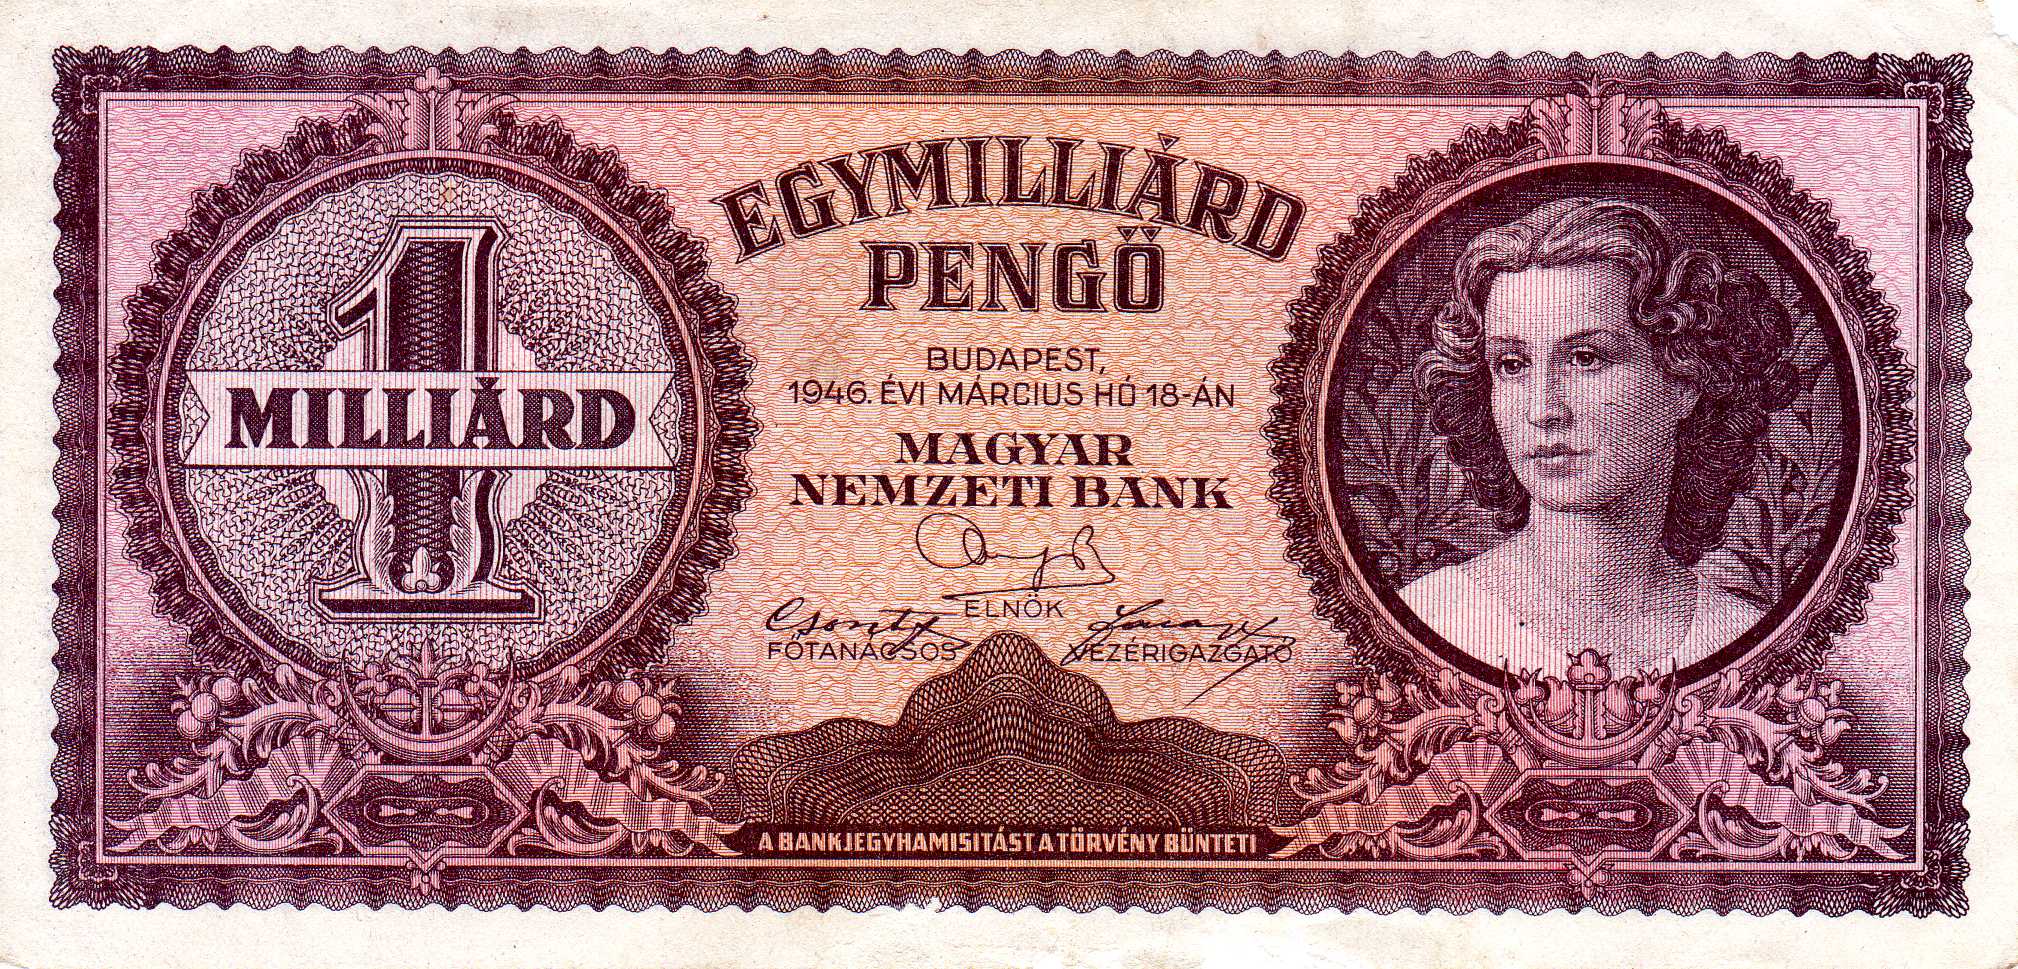 EGYMILLIÁRD
PENGŐ
1
MILLIÁRD
BUDAPEST,
1946. ÉVI MÁRCIUS HÓ 18-ÁN
MAGYAR
NEMZETI BANK
ELNÖK
FŐTANÁCSOS VEZÉRIGAZGATÓ
A BANKJEGYHAMISITÁST A TÖRVÉNY BÜNTETI